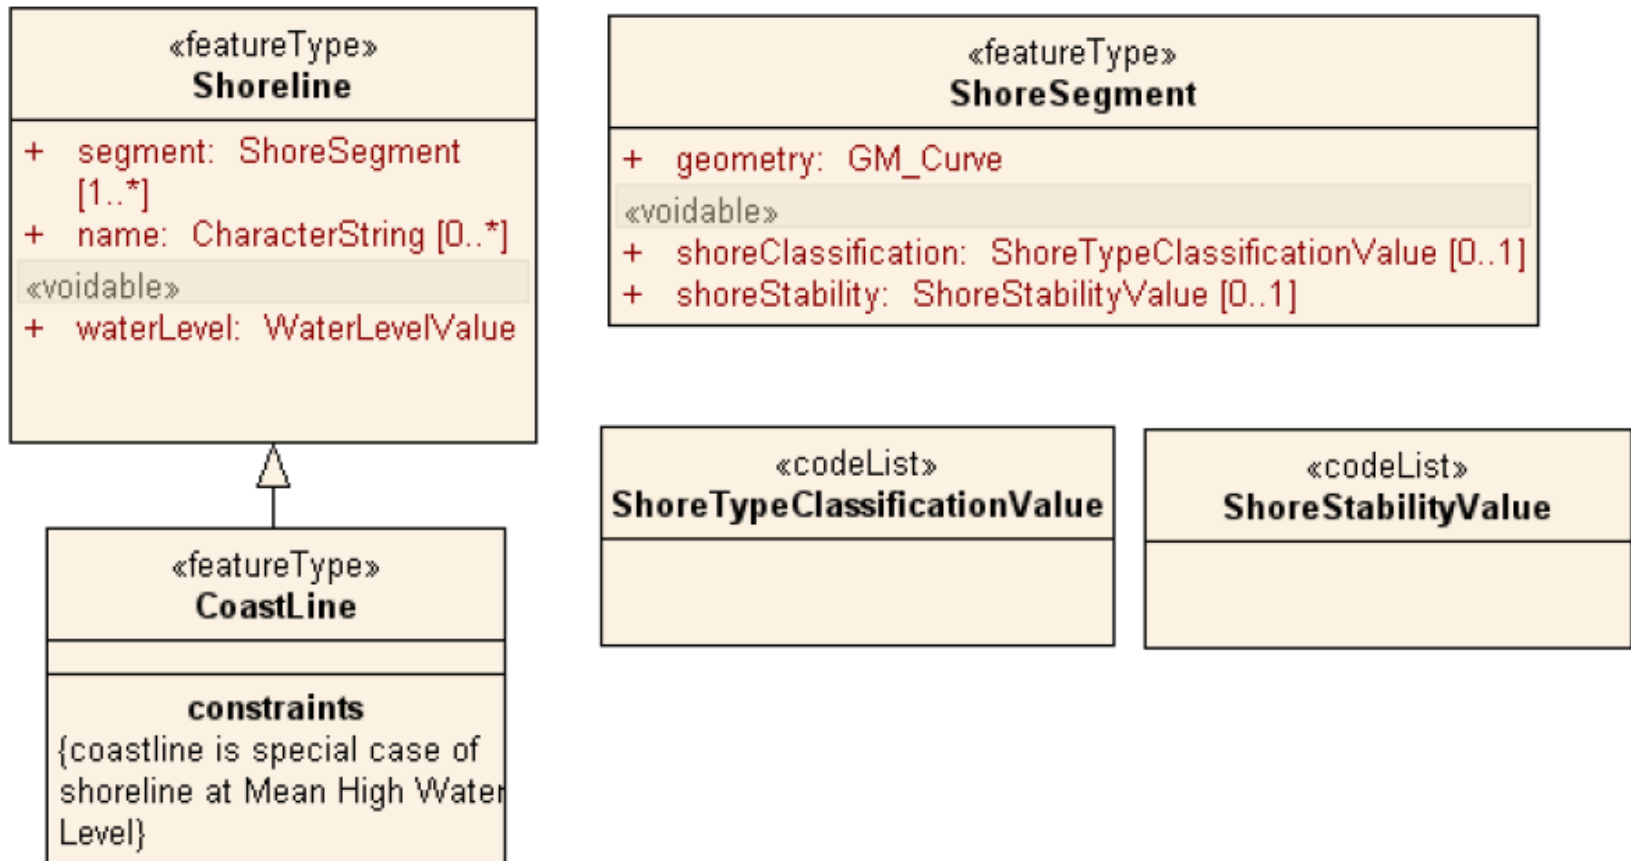 «featureType»
Shoreline
+ segment: ShoreSegment
[1..*]
+ name: CharacterString [0..*]
«voidable»
+ waterLevel: WaterLevelValue
«featureType»
ShoreSegment
+ geometry: GM_Curve
«voidable»
+ shoreClassification: ShoreTypeClassificationValue [0..1]
+ shoreStability: ShoreStabilityValue [0..1]
«codeList»
ShoreTypeClassificationValue
«codeList»
ShoreStabilityValue
«featureType»
CoastLine
constraints
{coastline is special case of
shoreline at Mean High Water
Level}